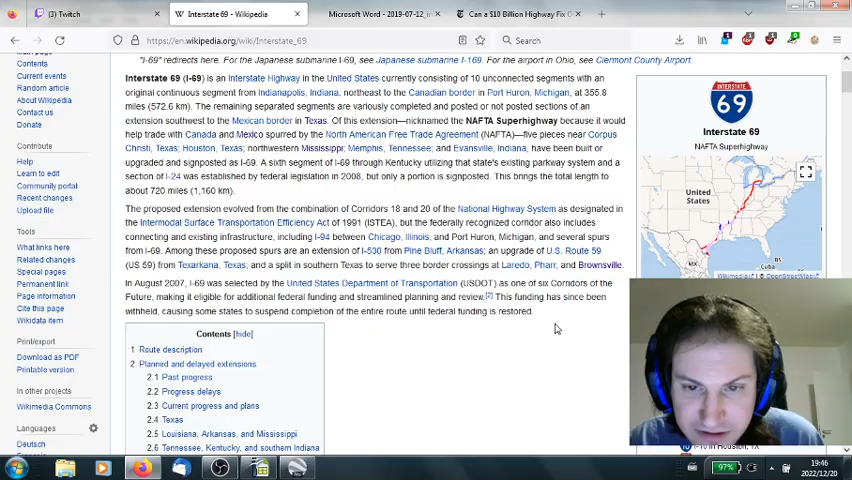 Twitch
Interstate 69 - Wikipedia
Microsoft Word - 2019-07-12_in
Can a $10 Billion Highway Fix O
https://en.wikipedia.org/wiki/Interstate_69
Search
Contents
Current events
Random article
About Wikipedia
Contact us
Donate
Contribute
Help
Learn to edit
Community portal
Recent changes
Upload file
Tools
What links here
Related changes
Special pages
Permanent link
Page information
Cite this page
Wikidata item
Print/export
Download as PDF
Printable version
In other projects
Wikimedia Commons
Languages
Deutsch
"I-69" redirects here. For the Japanese submarine I-69, see Japanese submarine I-169. For the airport in Ohio, see Clermont County Airport.
Interstate 69 (I-69) is an Interstate Highway in the United States currently consisting of 10 unconnected segments with an
original continuous segment from Indianapolis, Indiana, northeast to the Canadian border in Port Huron, Michigan, at 355.8
miles (572.6 km). The remaining separated segments are variously completed and posted or not posted sections of an
extension southwest to the Mexican border in Texas. Of this extension—nicknamed the NAFTA Superhighway because it would
help trade with Canada and Mexico spurred by the North American Free Trade Agreement (NAFTA)—five pieces near Corpus
Christi, Texas; Houston, Texas; northwestern Mississippi; Memphis, Tennessee; and Evansville, Indiana, have been built or
upgraded and signposted as I-69. A sixth segment of I-69 through Kentucky utilizing that state's existing parkway system and a
section of I-24 was established by federal legislation in 2008, but only a portion is signposted. This brings the total length to
about 720 miles (1,160 km).
The proposed extension evolved from the combination of Corridors 18 and 20 of the National Highway System as designated in
the Intermodal Surface Transportation Efficiency Act of 1991 (ISTEA), but the federally recognized corridor also includes
connecting and existing infrastructure, including I-94 between Chicago, Illinois, and Port Huron, Michigan, and several spurs
from I-69. Among these proposed spurs are an extension of I-530 from Pine Bluff, Arkansas; an upgrade of U.S. Route 59
(US 59) from Texarkana, Texas; and a split in southern Texas to serve three border crossings at Laredo, Pharr, and Brownsville.
In August 2007, I-69 was selected by the United States Department of Transportation (USDOT) as one of six Corridors of the
Future, making it eligible for additional federal funding and streamlined planning and review.[2] This funding has since been
withheld, causing some states to suspend completion of the entire route until federal funding is restored.
Contents [hide]
1 Route description
2 Planned and delayed extensions
2.1 Past progress
2.2 Progress delays
2.3 Current progress and plans
2.4 Texas
2.5 Louisiana, Arkansas, and Mississippi
2.6 Tennessee, Kentucky, and southern Indiana
INTERSTATE
69
Interstate 69
NAFTA Superhighway
United
States
MX
Cuba
Wikimedia | © OpenStreetMap
I-10 in Houston, TX
97%
19:46
2022/12/20